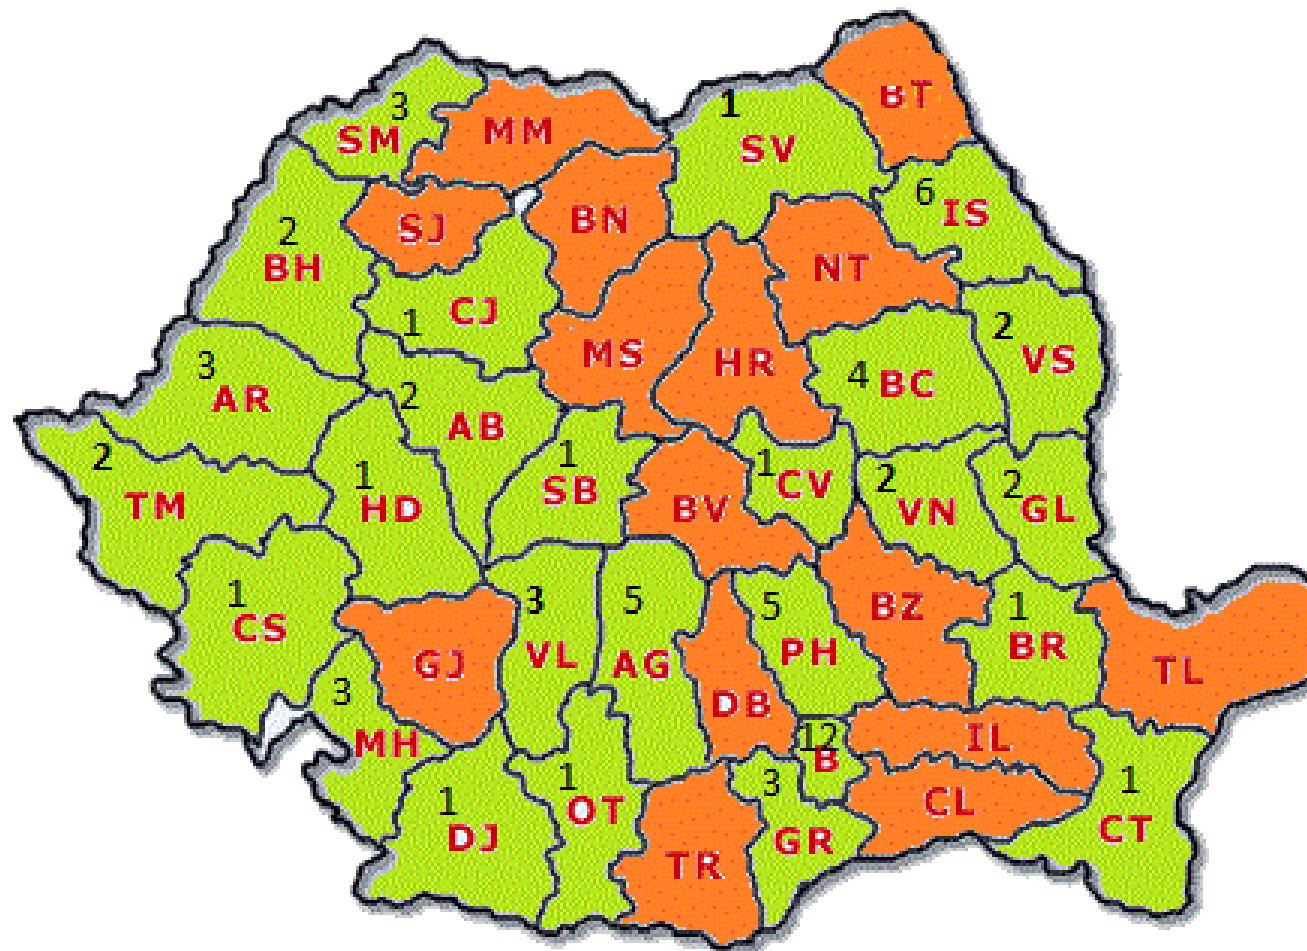 BT
3
SM
MM
1
SV
6
IS
SJ
BN
2
BH
NT
1
CJ
MS
HR
2
VS
3
AR
4
BC
2
AB
2
TM
1
HD
1
SB
BV
1
CV
2
VN
2
GL
1
CS
GJ
3
VL
5
AG
5
PH
BZ
1
BR
TL
DB
3
MH
12
B
IL
1
DJ
1
OT
3
GR
CL
1
CT
TR